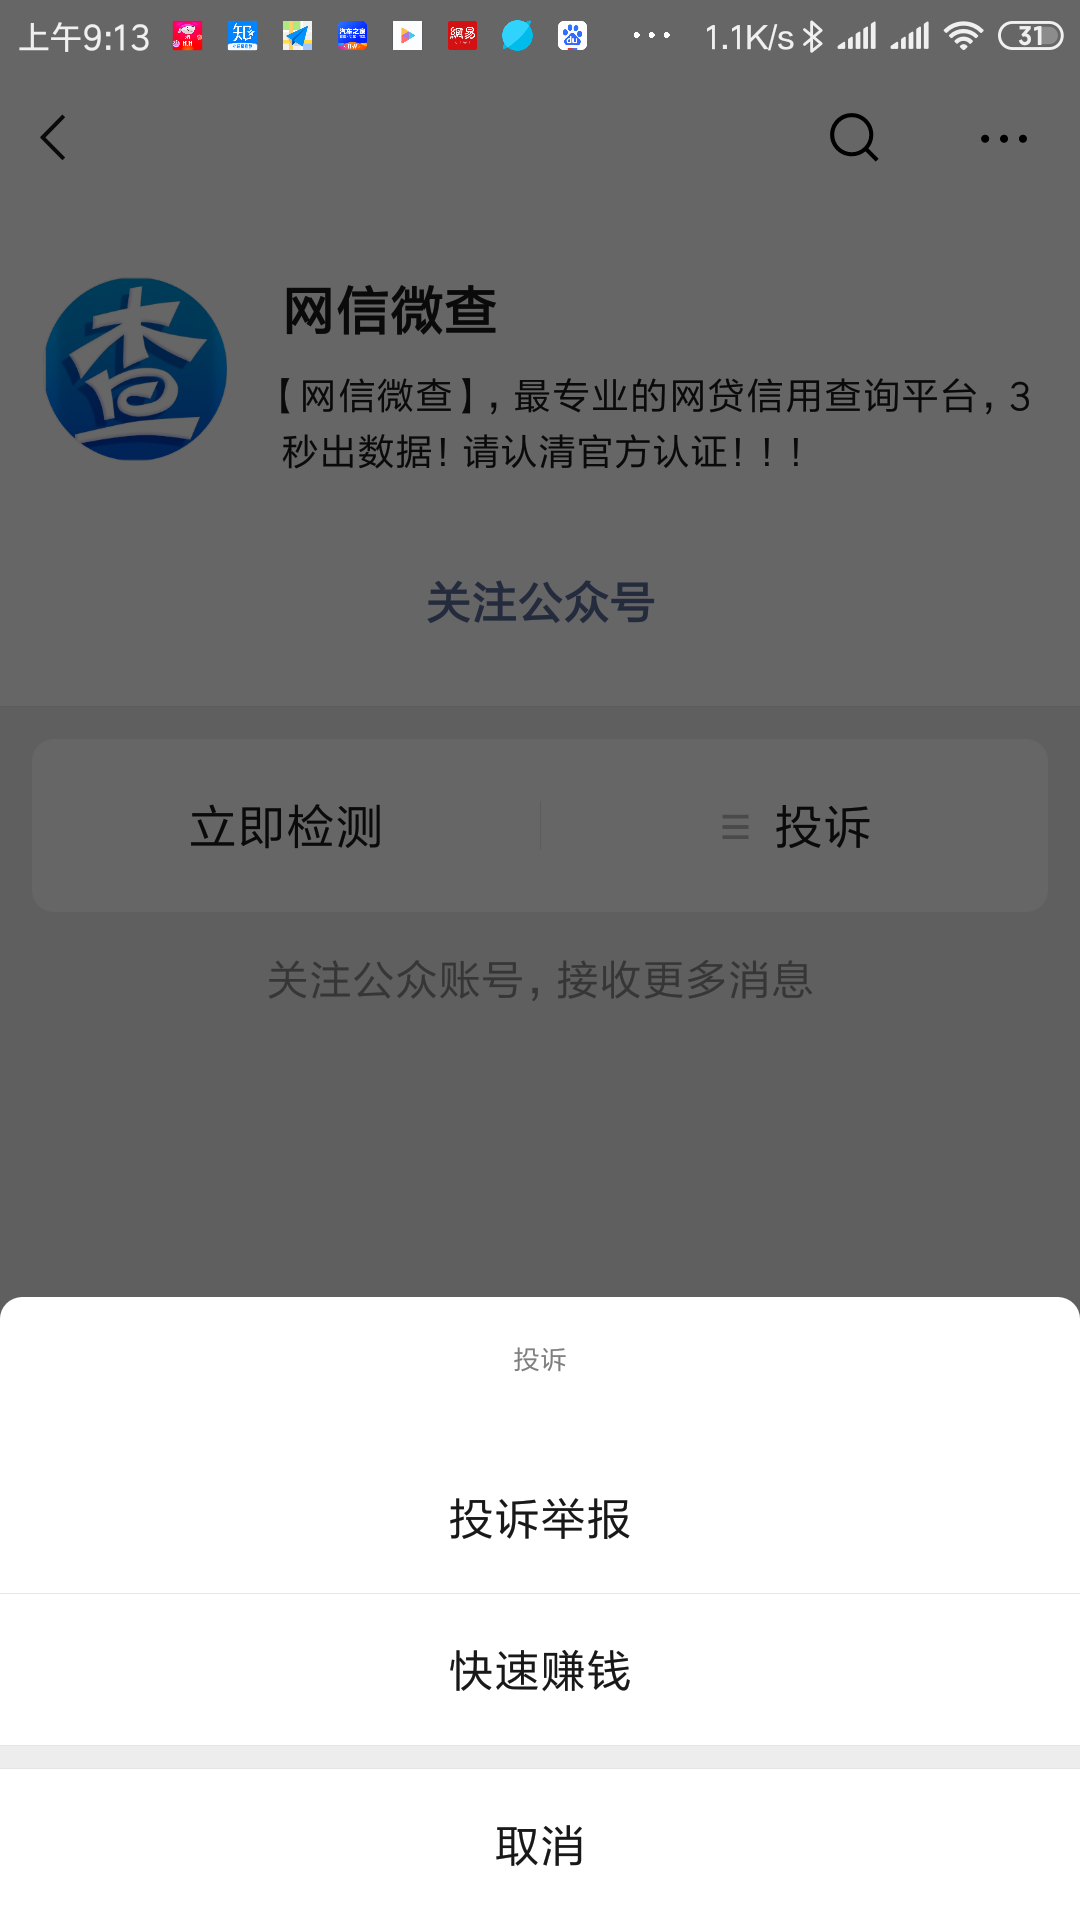 上午9:13
1.1K/s
31
查
网信微查
【网信微查】，最专业的网贷信用查询平台，3
秒出数据！请认清官方认证！！！
关注公众号
立即检测
投诉
关注公众账号，接收更多消息
投诉
投诉举报
快速赚钱
取消